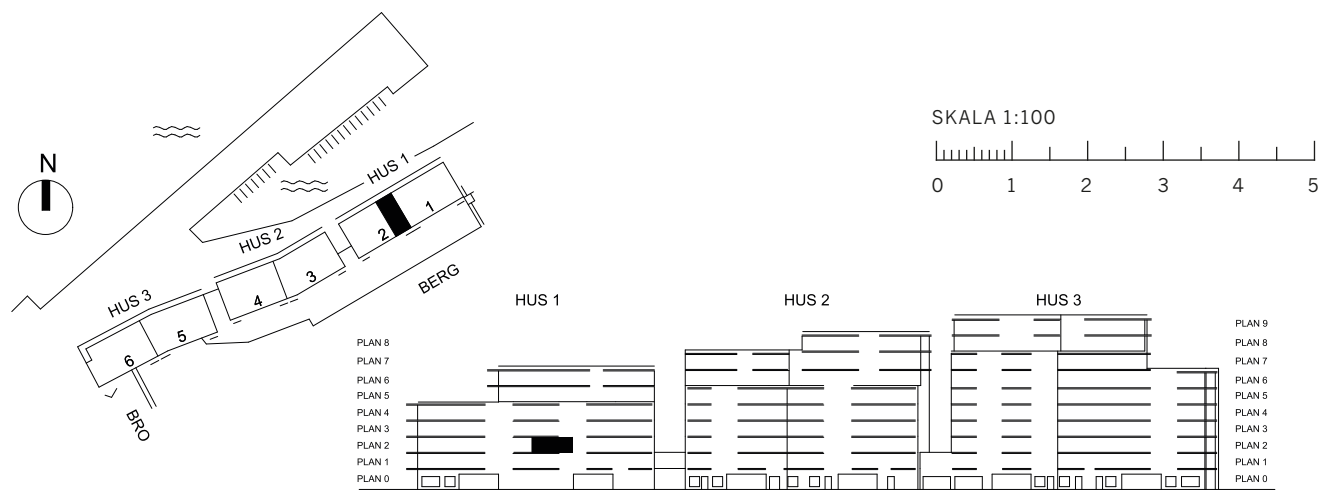 N
HUS 1
HUS 2
HUS 3
1
2
3
4
5
6
BERG
BRO
SKALA 1:100
0 1 2 3 4 5
HUS 1 HUS 2 HUS 3
PLAN 8
PLAN 7
PLAN 6
PLAN 5
PLAN 4
PLAN 3
PLAN 2
PLAN 1
PLAN 0
PLAN 9
PLAN 8
PLAN 7
PLAN 6
PLAN 5
PLAN 4
PLAN 3
PLAN 2
PLAN 1
PLAN 0